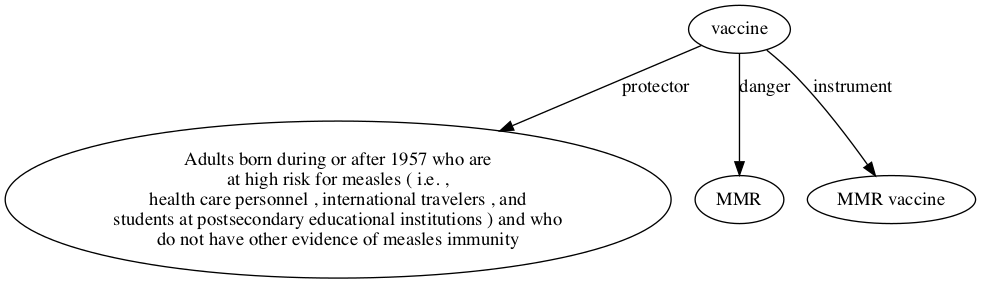 vaccine
protector
danger
instrument
Adults born during or after 1957 who are
at high risk for measles ( i.e. ,
health care personnel , international travelers , and
students at postsecondary educational institutions ) and who
do not have other evidence of measles immunity
MMR
MMR vaccine